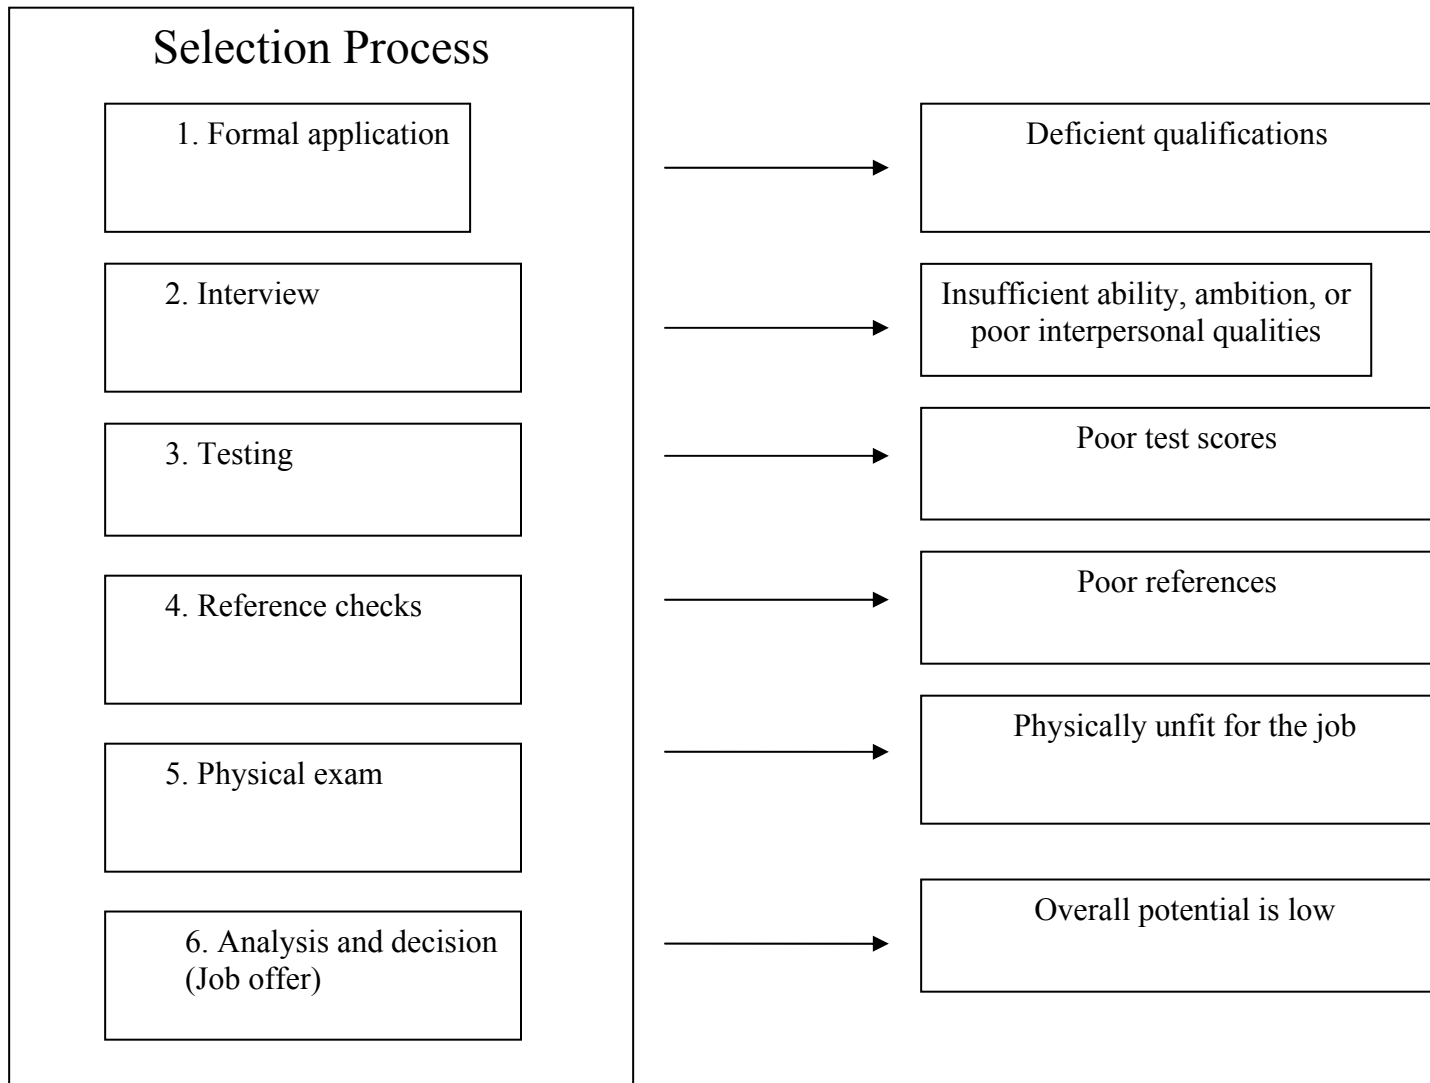 Selection Process
1. Formal application
Deficient qualifications
2. Interview
Insufficient ability, ambition, or
poor interpersonal qualities
3. Testing
Poor test scores
4. Reference checks
Poor references
5. Physical exam
Physically unfit for the job
6. Analysis and decision
(Job offer)
Overall potential is low